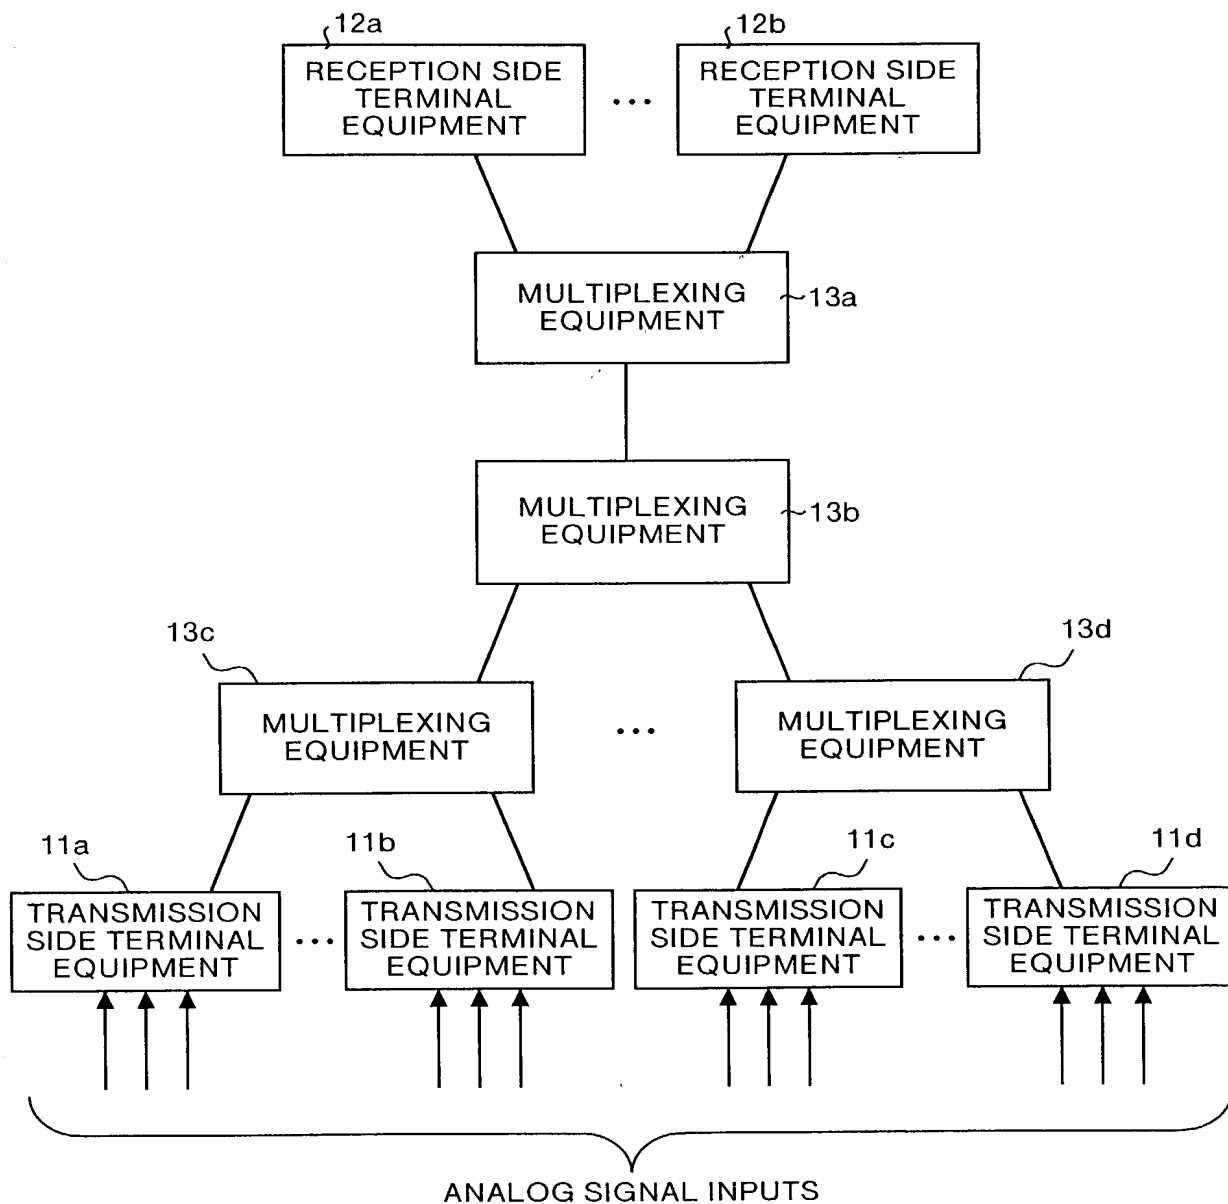 12a
12b
RECEPTION SIDE
TERMINAL
EQUIPMENT
...
RECEPTION SIDE
TERMINAL
EQUIPMENT
MULTIPLEXING
EQUIPMENT
13a
MULTIPLEXING
EQUIPMENT
13b
13c
13d
MULTIPLEXING
EQUIPMENT
...
MULTIPLEXING
EQUIPMENT
11a
11b
11c
11d
TRANSMISSION
SIDE TERMINAL
EQUIPMENT
...
TRANSMISSION
SIDE TERMINAL
EQUIPMENT
TRANSMISSION
SIDE TERMINAL
EQUIPMENT
...
TRANSMISSION
SIDE TERMINAL
EQUIPMENT
ANALOG SIGNAL INPUTS